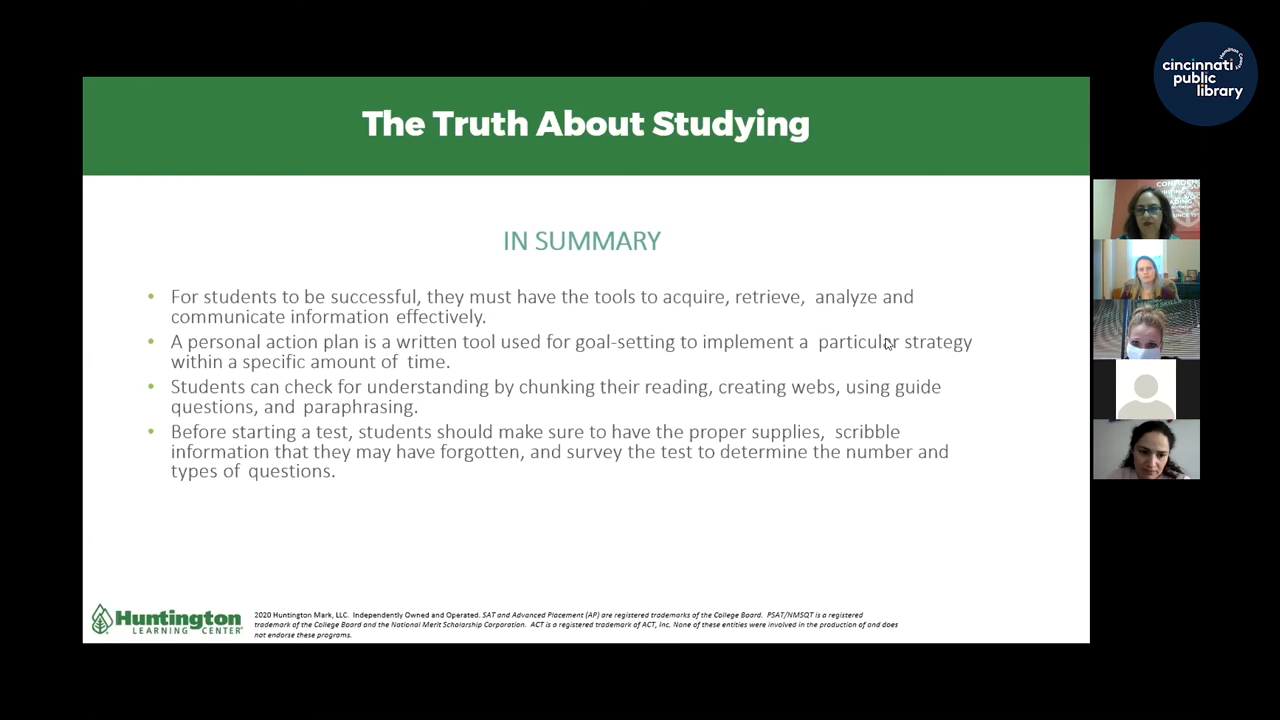 cincinnati
public
library
The Truth About Studying
IN SUMMARY
• For students to be successful, they must have the tools to acquire, retrieve, analyze and
communicate information effectively.
• A personal action plan is a written tool used for goal-setting to implement a particular strategy
within a specific amount of time.
• Students can check for understanding by chunking their reading, creating webs, using guide
questions, and paraphrasing.
• Before starting a test, students should make sure to have the proper supplies, scribble
information that they may have forgotten, and survey the test to determine the number and
types of questions.
Huntington
LEARNING CENTER
2020 Huntington Mark, LLC. Independently Owned and Operated. SAT and Advanced Placement (AP) are registered trademarks of the College Board. PSAT/NMSQT is a registered
trademark of the College Board and the National Merit Scholarship Corporation. ACT is a registered trademark of ACT, Inc. None of these entities were involved in the production of and does
not endorse these programs.